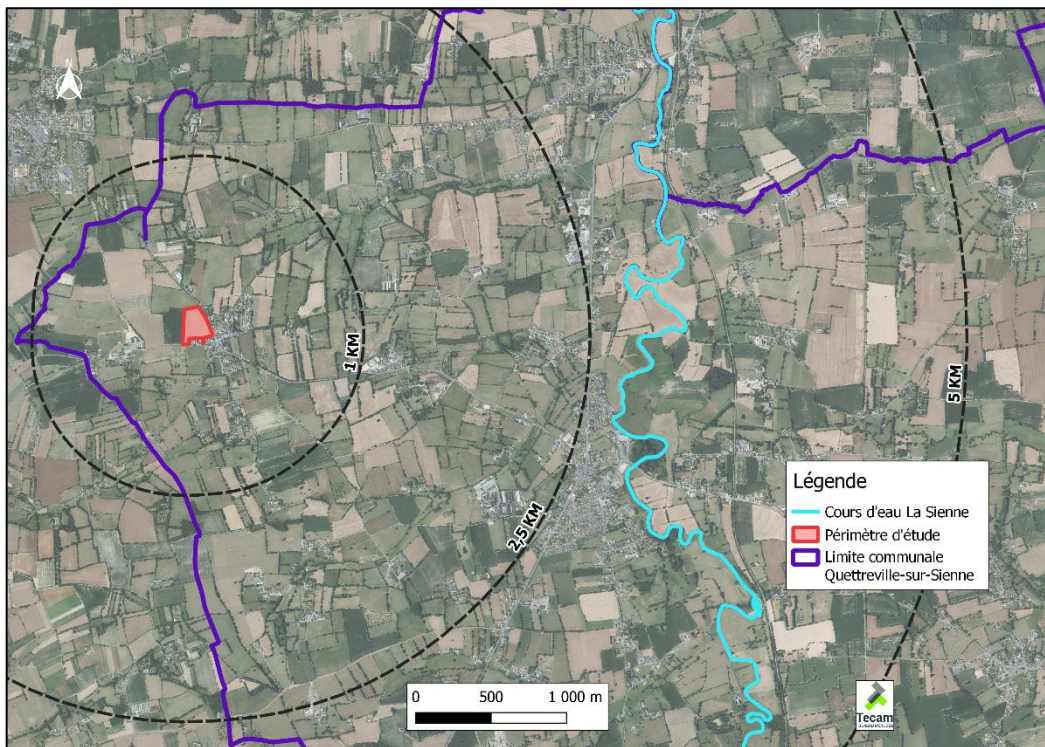 N
1 KM
2,5 KM
5 KM
Légende
Cours d'eau La Sienne
Périmètre d'étude
Limite communale
Quettreville-sur-Sienne
0 500 1 000 m
Tecam